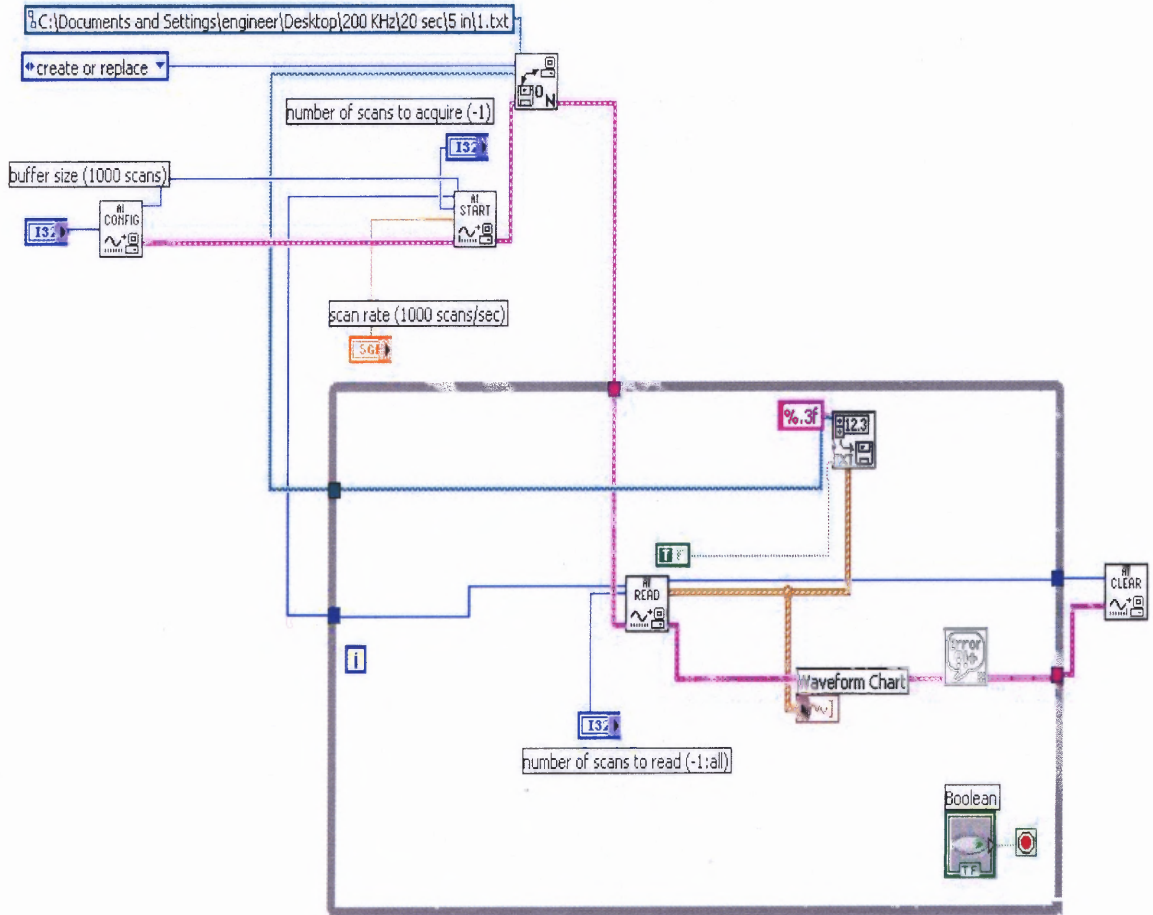 C:\Documents and Settings\engineer\Desktop\200 KHz\20 sec\5 in\1.txt
create or replace
number of scans to acquire (-1)
I32
buffer size (1000 scans)
I32
AI
CONFIG
AI
START
scan rate (1000 scans/sec)
SGL
%.3f
12.3
TXT
T F
AI
READ
AI
CLEAR
i
Error
Waveform Chart
I32
number of scans to read (-1:all)
Boolean
TF